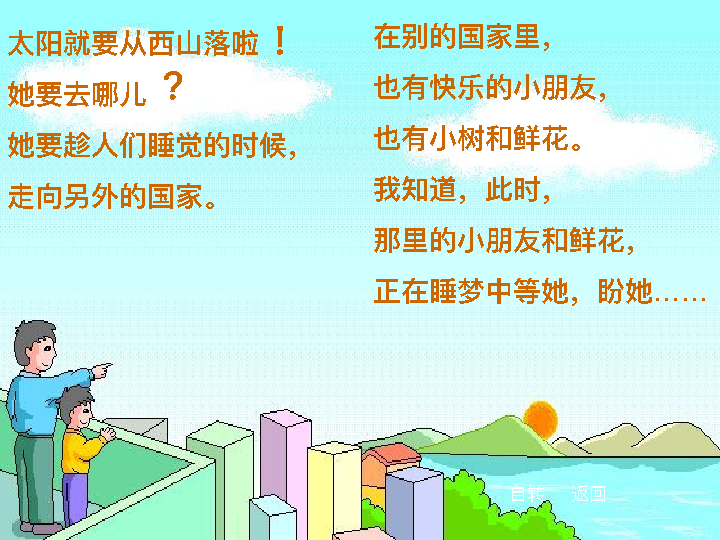 太阳就要从西山落啦！
她要去哪儿？
她要趁人们睡觉的时候，
走向另外的国家。
在别的国家里，
也有快乐的小朋友，
也有小树和鲜花。
我知道，此时，
那里的小朋友和鲜花，
正在睡梦中等她，盼她……
自转 返回